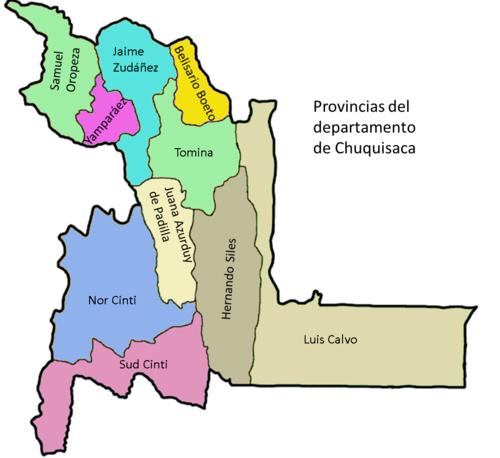 Provincias del
departamento
de Chuquisaca
Samuel
Oropeza
Jaime
Zudáñez
Belisario Boeto
Yamparáez
Tomina
Juana Azurduy
de Padilla
Hernando Siles
Nor Cinti
Luis Calvo
Sud Cinti